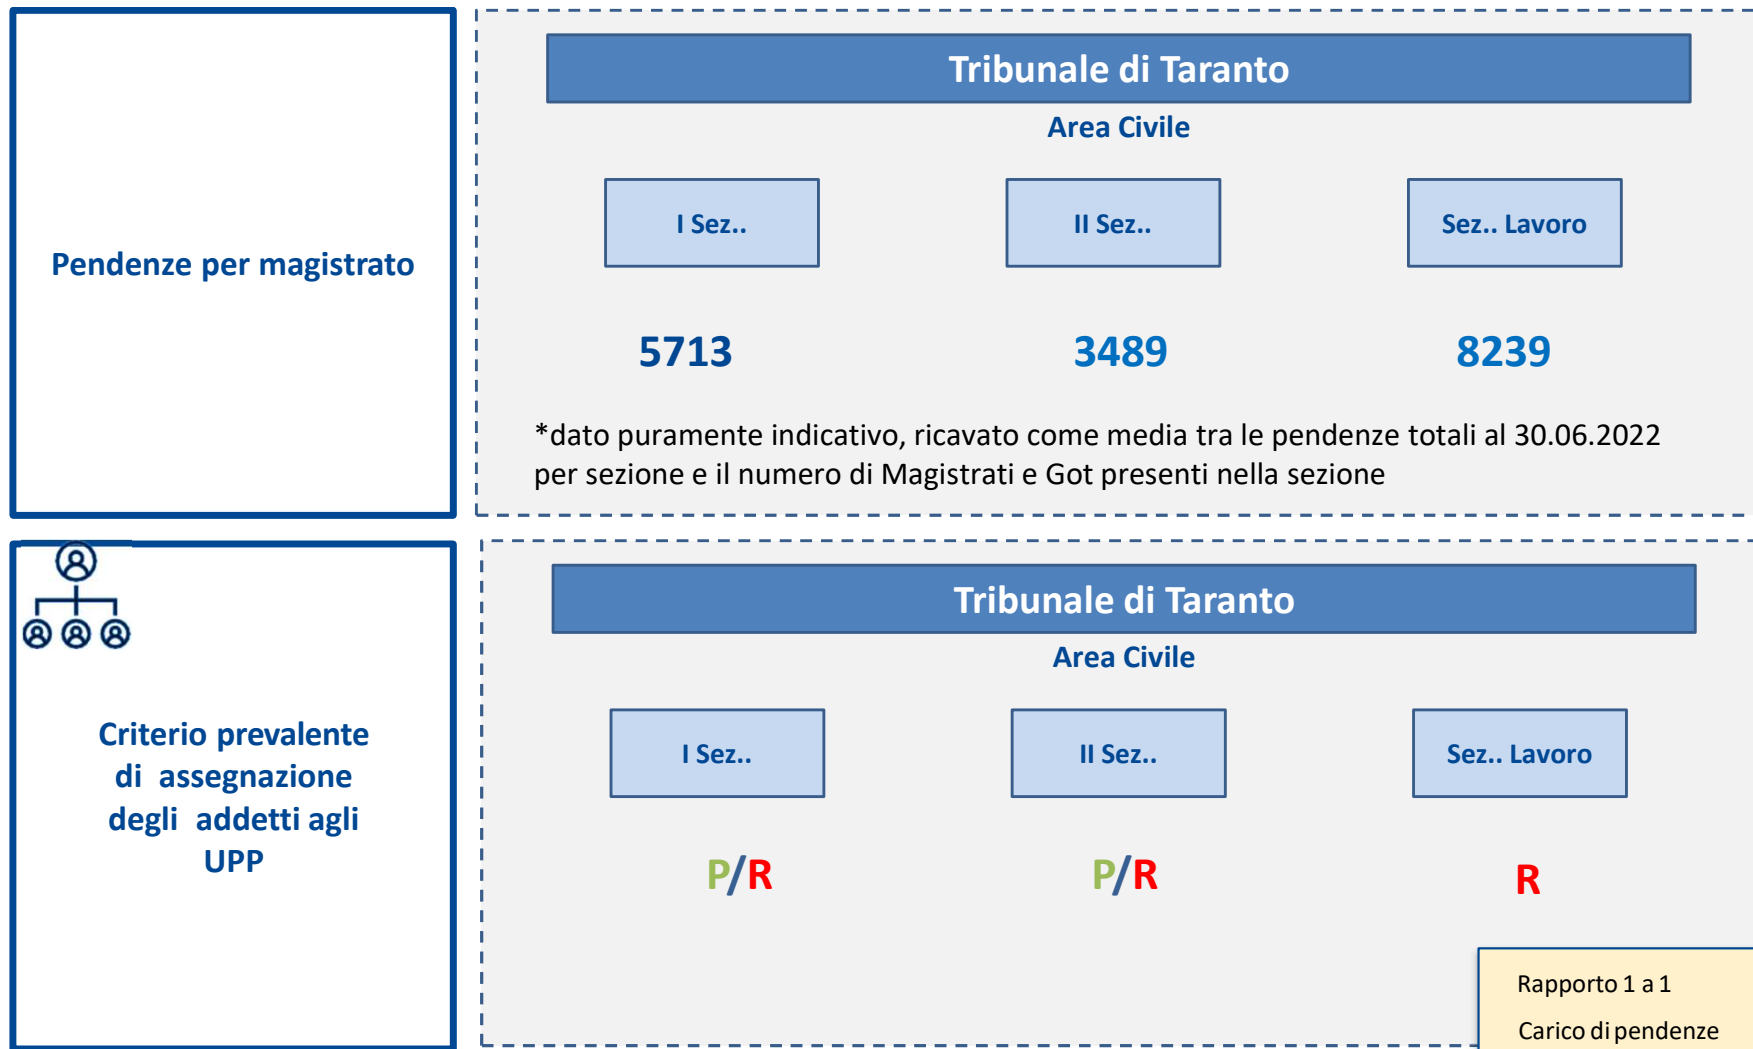 Pendenze per magistrato
Tribunale di Taranto
Area Civile
I Sez..
II Sez..
Sez.. Lavoro
5713
3489
8239
*dato puramente indicativo, ricavato come media tra le pendenze totali al 30.06.2022
per sezione e il numero di Magistrati e Got presenti nella sezione
Criterio prevalente
di assegnazione
degli addetti agli
UPP
Tribunale di Taranto
Area Civile
I Sez..
II Sez..
Sez.. Lavoro
P/R
P/R
R
Rapporto 1 a 1
Carico di pendenze